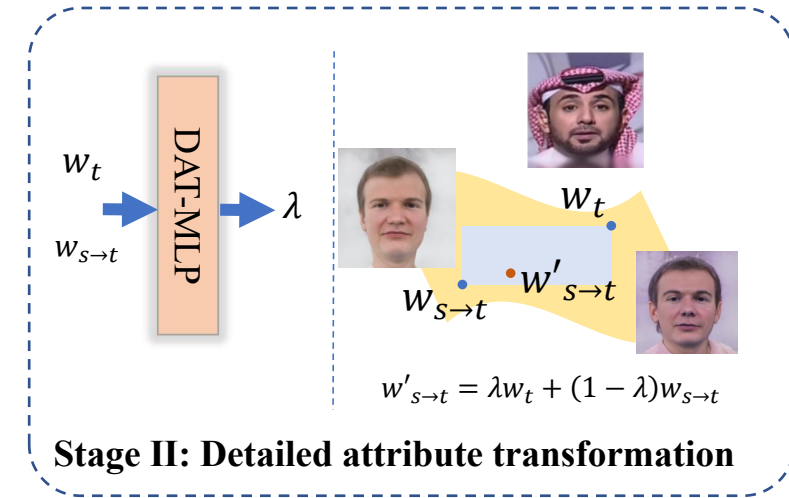 w_t
w_{s→t}
DAT-MLP
λ
w_t
w_{s→t}
w'_{s→t}
w'_{s→t} = λw_t + (1 − λ)w_{s→t}
Stage II: Detailed attribute transformation